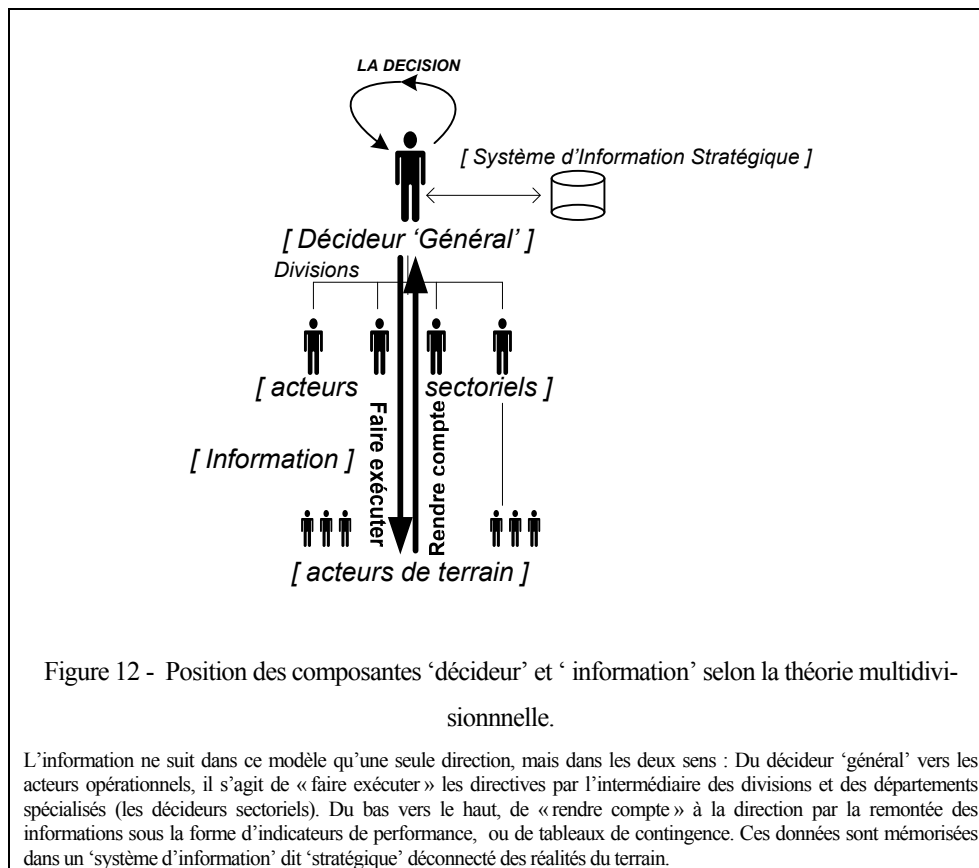 LA DECISION
[ Système d’Information Stratégique ]
[ Décideur ‘Général’ ]
Divisions
[ acteurs sectoriels ]
Faire exécuter
Rendre compte
[ Information ]
[ acteurs de terrain ]
Figure 12 - Position des composantes ‘décideur’ et ‘ information’ selon la théorie multidivi-
sionnnelle.
L’information ne suit dans ce modèle qu’une seule direction, mais dans les deux sens : Du décideur ‘général’ vers les
acteurs opérationnels, il s’agit de « faire exécuter » les directives par l’intermédiaire des divisions et des départements
spécialisés (les décideurs sectoriels). Du bas vers le haut, de « rendre compte » à la direction par la remontée des
informations sous la forme d’indicateurs de performance, ou de tableaux de contingence. Ces données sont mémorisées
dans un ‘système d’information’ dit ‘stratégique’ déconnecté des réalités du terrain.